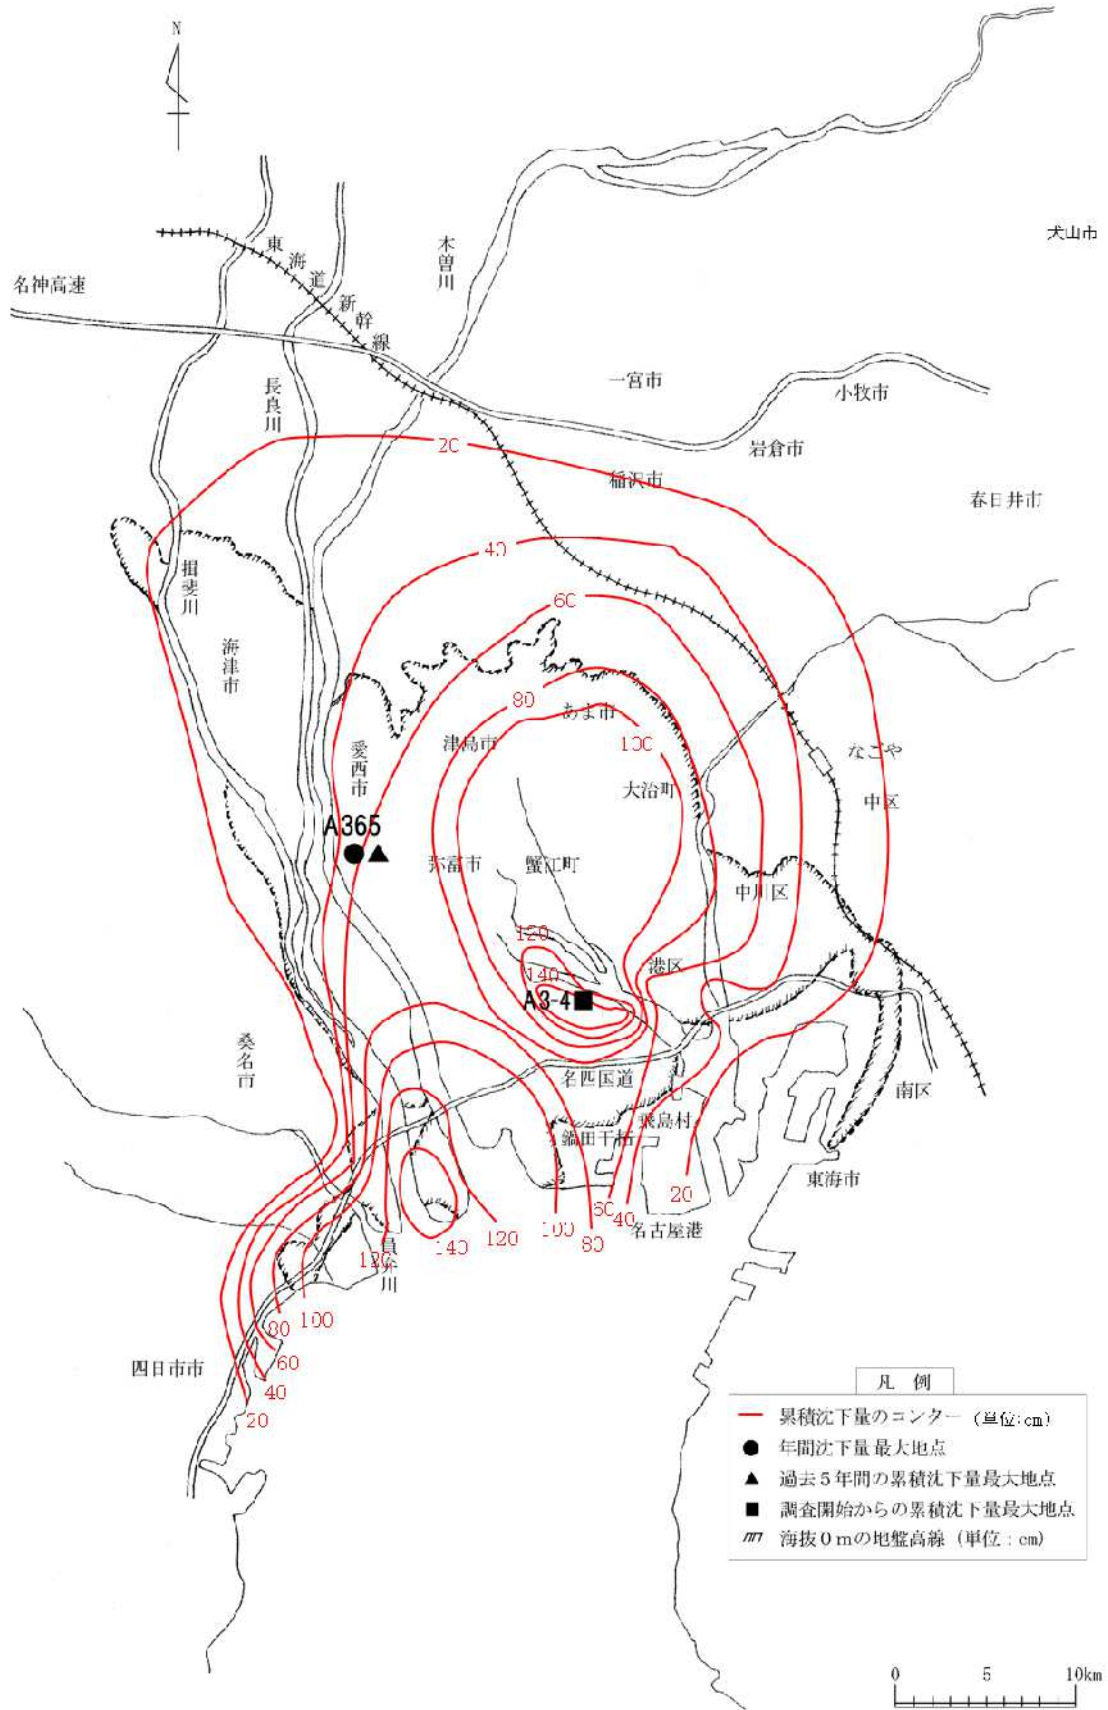 N
犬山市
東海道新幹線
木曽川
名神高速
長良川
一宮市
小牧市
岩倉市
20
稲沢市
春日井市
40
揖斐川
60
海津市
80
あま市
津島市
100
愛西市
なごや
大治町
中区
A365
弥富市
蟹江町
中川区
120
港区
140
A3-4
桑名市
名四国道
南区
飛島村
鍋田干拓
東海市
20
60
40
名古屋港
100
80
120
140
120
員弁川
100
80
60
四日市市
40
20
凡 例
累積沈下量のコンター (単位:cm)
年間沈下量最大地点
過去5年間の累積沈下量最大地点
調査開始からの累積沈下量最大地点
海抜0mの地盤高線 (単位:cm)
0 5 10km